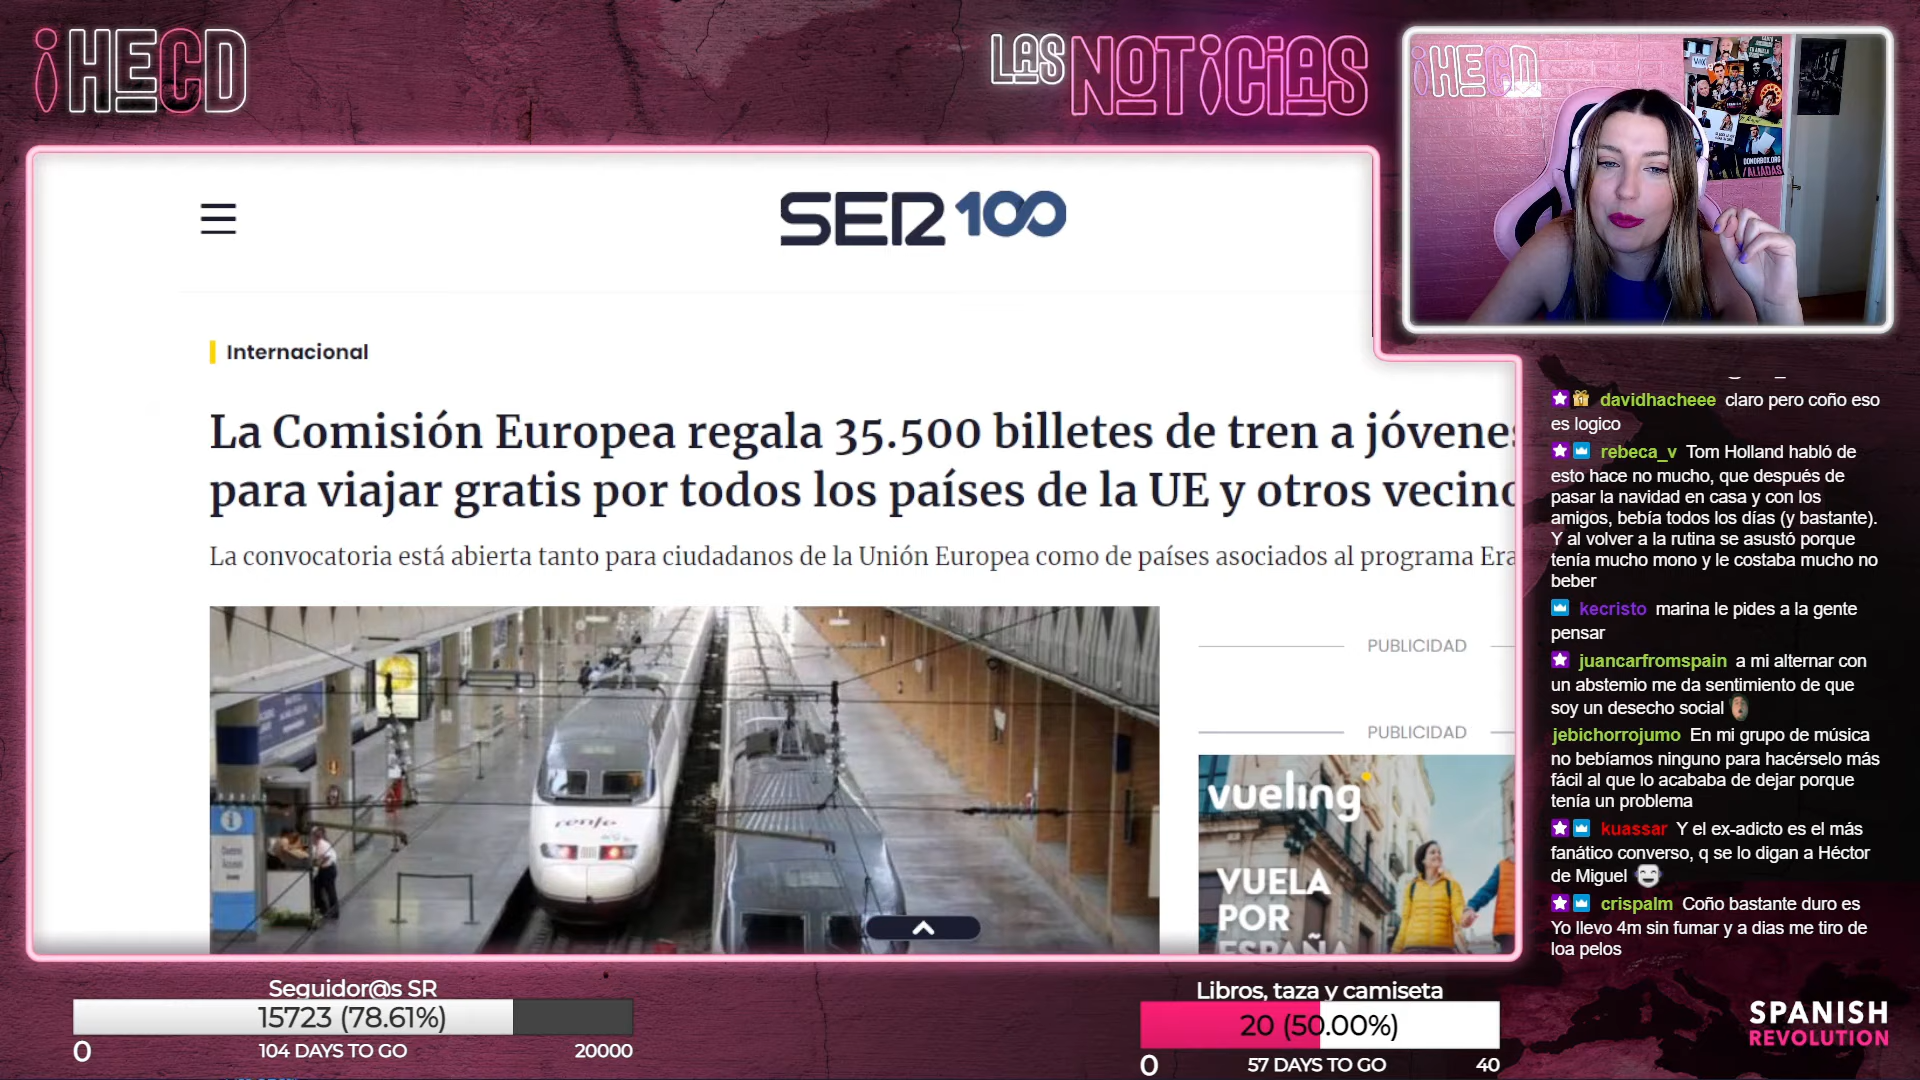 ¡HECD
LAS NOTICIAS
¡HECD
DONORBOX.ORG
/ALIADAS
SER 100
Internacional
La Comisión Europea regala 35.500 billetes de tren a jóvenes
para viajar gratis por todos los países de la UE y otros
La convocatoria está abierta tanto para ciudadanos de la Unión Europea como de países asociados al programa
PUBLICIDAD
PUBLICIDAD
renfe
vueling
VUELA
POR
ESPAÑA
davidhacheee claro pero coño eso
es logico
rebeca_v Tom Holland habló de
esto hace no mucho, que después de
pasar la navidad en casa y con los
amigos, bebía todos los días (y bastante).
Y al volver a la rutina se asustó porque
tenía mucho mono y le costaba mucho no
beber
kecristo marina le pides a la gente
pensar
juancarfromspain a mi alternar con
un abstemio me da sentimiento de que
soy un desecho social
jebichorrojumo En mi grupo de música
no bebíamos ninguno para hacérselo más
fácil al que lo acababa de dejar porque
tenía un problema
kuassar Y el ex-adicto es el más
fanático converso, q se lo digan a Héctor
de Miguel
crispalm Coño bastante duro es
Yo llevo 4m sin fumar y a dias me tiro de
loa pelos
Seguidor@s SR
15723 (78.61%)
0 104 DAYS TO GO 20000
Libros, taza y camiseta
20 (50.00%)
0 57 DAYS TO GO 40
SPANISH
REVOLUTION